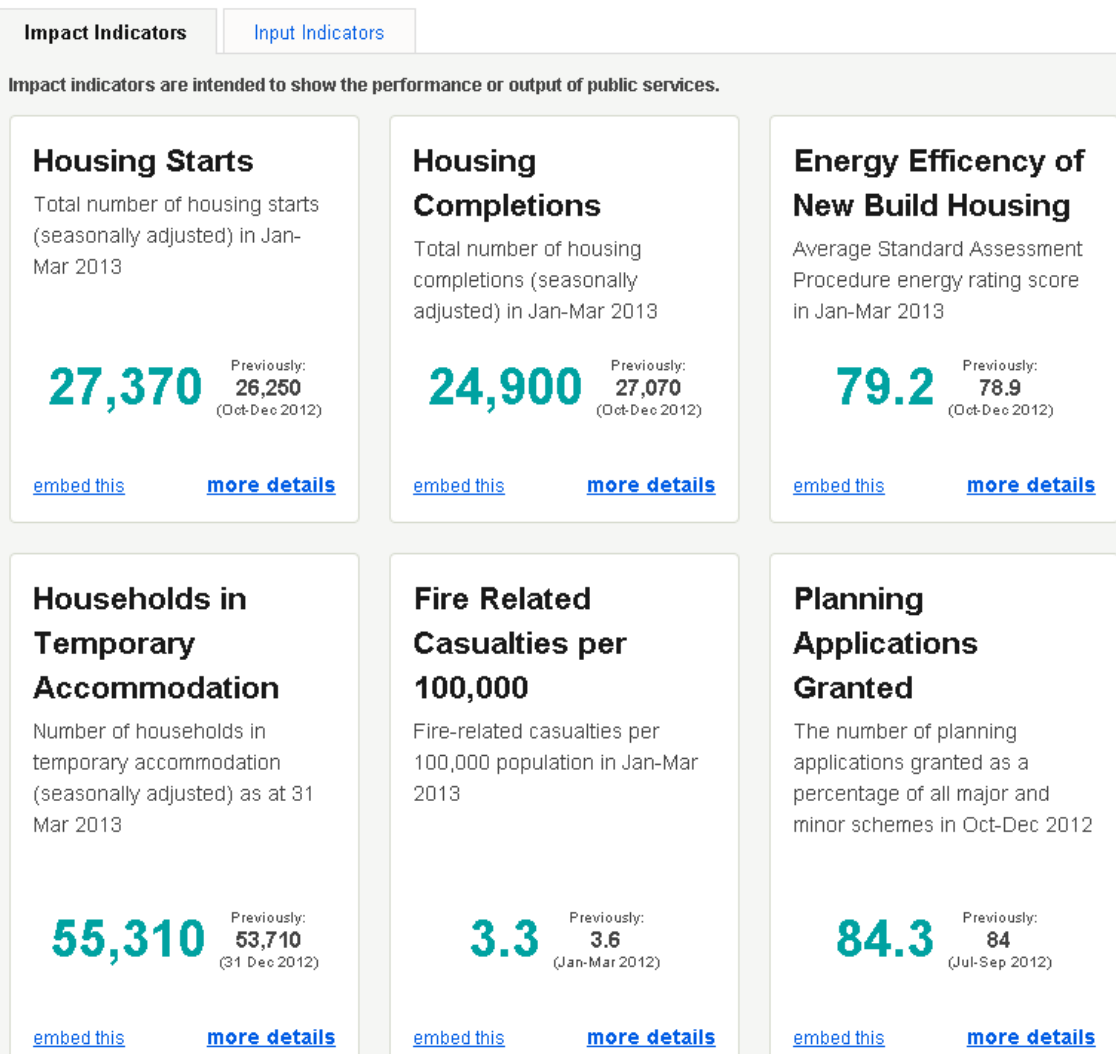 Impact Indicators
Input Indicators
Impact indicators are intended to show the performance or output of public services.
Housing Starts
Total number of housing starts
(seasonally adjusted) in Jan-
Mar 2013
27,370
Previously:
26,250
(Oct-Dec 2012)
embed this
more details
Housing
Completions
Total number of housing
completions (seasonally
adjusted) in Jan-Mar 2013
24,900
Previously:
27,070
(Oct-Dec 2012)
embed this
more details
Energy Efficency of
New Build Housing
Average Standard Assessment
Procedure energy rating score
in Jan-Mar 2013
79.2
Previously:
78.9
(Oct-Dec 2012)
embed this
more details
Households in
Temporary
Accommodation
Number of households in
temporary accommodation
(seasonally adjusted) as at 31
Mar 2013
55,310
Previously:
53,710
(31 Dec 2012)
embed this
more details
Fire Related
Casualties per
100,000
Fire-related casualties per
100,000 population in Jan-Mar
2013
3.3
Previously:
3.6
(Jan-Mar 2012)
embed this
more details
Planning
Applications
Granted
The number of planning
applications granted as a
percentage of all major and
minor schemes in Oct-Dec 2012
84.3
Previously:
84
(Jul-Sep 2012)
embed this
more details